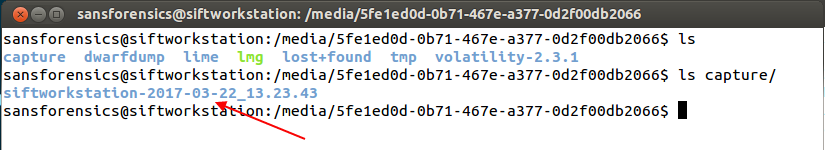 sansforensics@siftworkstation: /media/5fe1ed0d-0b71-467e-a377-0d2f00db2066
sansforensics@siftworkstation:/media/5fe1ed0d-0b71-467e-a377-0d2f00db2066$ ls
capture  dwarfdump  lime  lmg  lost+found  tmp  volatility-2.3.1
sansforensics@siftworkstation:/media/5fe1ed0d-0b71-467e-a377-0d2f00db2066$ ls capture/
siftworkstation-2017-03-22_13.23.43
sansforensics@siftworkstation:/media/5fe1ed0d-0b71-467e-a377-0d2f00db2066$